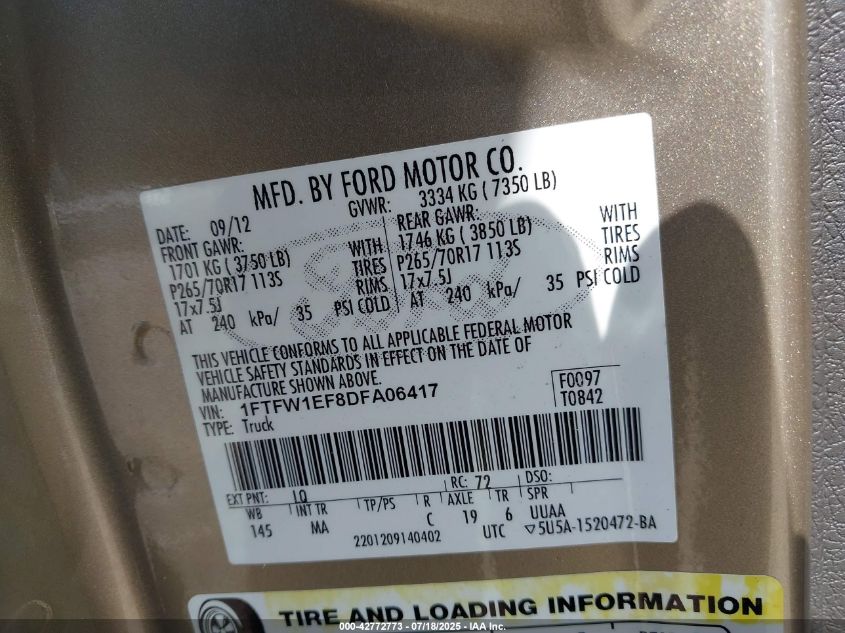 MFD. BY FORD MOTOR CO.
DATE: 09/12 GVWR: 3334 KG ( 7350 LB)
FRONT GAWR: REAR GAWR:
1701 KG ( 3750 LB) WITH 1746 KG ( 3850 LB) WITH
P265/70R17 113S TIRES P265/70R17 113S TIRES
17x7.5J RIMS 17x7.5J RIMS
AT 240 kPa/ 35 PSI COLD AT 240 kPa/ 35 PSI COLD
THIS VEHICLE CONFORMS TO ALL APPLICABLE FEDERAL MOTOR
VEHICLE SAFETY STANDARDS IN EFFECT ON THE DATE OF
MANUFACTURE SHOWN ABOVE.
VIN: 1FTFW1EF8DFA06417 F0097
TYPE: Truck T0842
EXT PNT: LQ RC: 72 DSO:
WB INT TR TP/PS R AXLE TR SPR
145 MA C 19 6 UUAA
2201209140402 UTC ▽5U5A-1520472-BA
TIRE AND LOADING INFORMATION
000-42772773 - 07/18/2025 - IAA Inc.